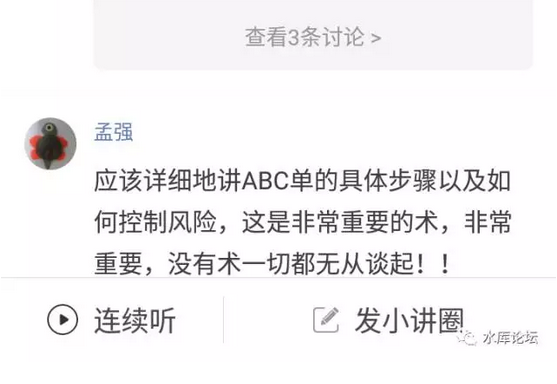 查看3条讨论 >
孟强
应该详细地讲ABC单的具体步骤以及如
何控制风险，这是非常重要的术，非常
重要，没有术一切都无从谈起！！
连续听
发小讲圈
水库论坛